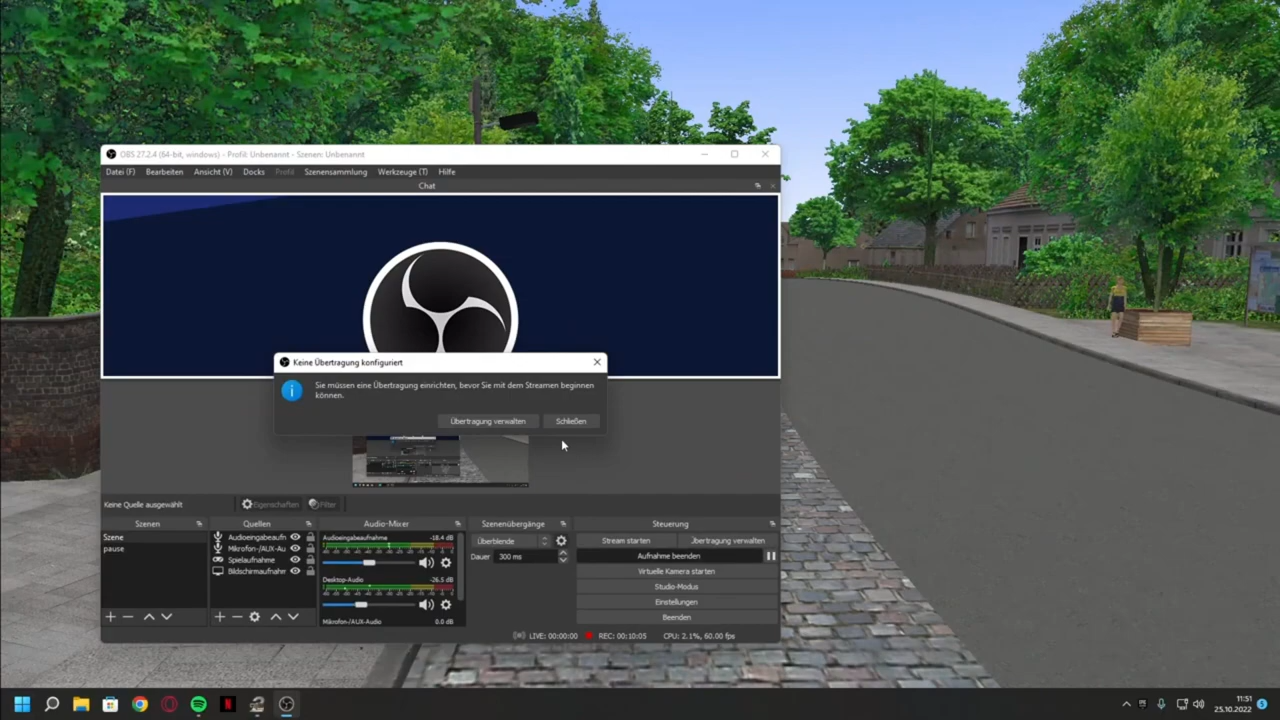 OBS 27.2.4 (64-bit, windows) - Profil: Unbenannt - Szenen: Unbenannt
Datei (F) Bearbeiten Ansicht (V) Docks Profil Szenensammlung Werkzeuge (T) Hilfe
Chat
Keine Übertragung konfiguriert
Sie müssen eine Übertragung einrichten, bevor Sie mit dem Streamen beginnen
können.
Übertragung verwalten Schließen
Keine Quelle ausgewählt Eigenschaften Filter
Szenen Quellen Audio-Mixer Szenenübergänge Steuerung
Szene
pause
Audioeingabeaufn
Mikrofon-/AUX-Au
Spielaufnahme
Bildschirmaufnahr
Audioeingabeaufnahme -18.4 dB
Desktop-Audio -26.5 dB
Mikrofon-/AUX-Audio 0.0 dB
Überblende
Dauer 300 ms
Stream starten Übertragung verwalten
Aufnahme beenden
Virtuelle Kamera starten
Studio-Modus
Einstellungen
Beenden
LIVE: 00:00:00 REC: 00:10:05 CPU: 2.1%, 60.00 fps
11:51
25.10.2022